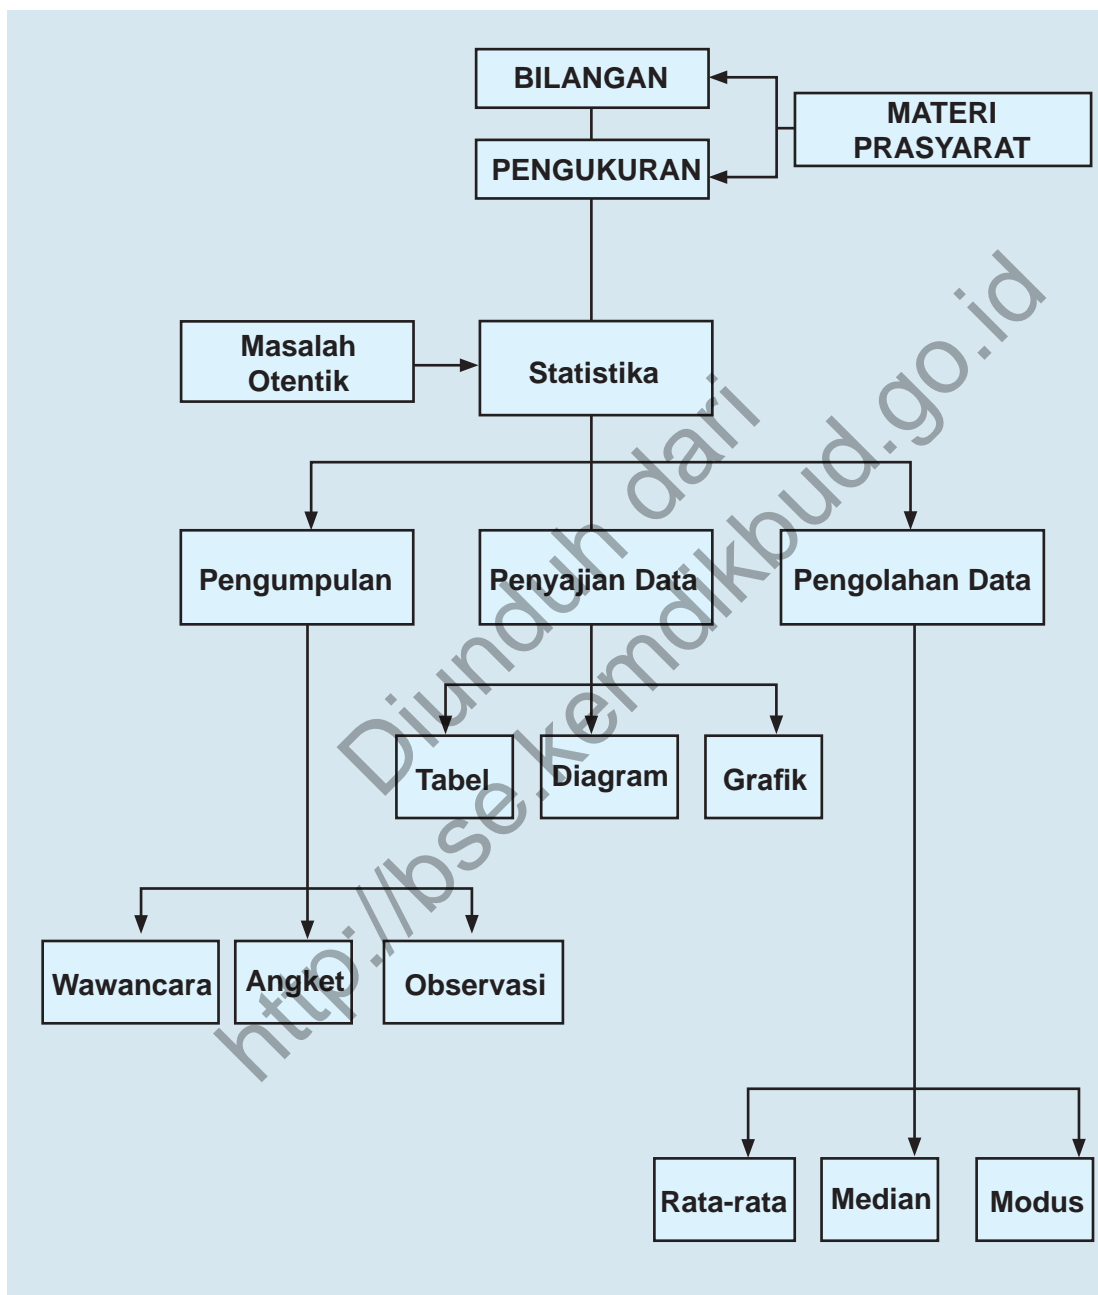 BILANGAN
MATERI
PRASYARAT
PENGUKURAN
Masalah
Otentik
Statistika
Pengumpulan
Penyajian Data
Pengolahan Data
Tabel
Diagram
Grafik
Wawancara
Angket
Observasi
Rata-rata
Median
Modus
Diunduh dari
http://bse.kemdikbud.go.id